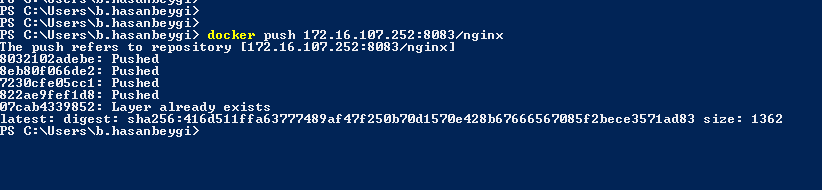 PS C:\Users\b.hasanbeygi>
PS C:\Users\b.hasanbeygi>
PS C:\Users\b.hasanbeygi> docker push 172.16.107.252:8083/nginx
The push refers to repository [172.16.107.252:8083/nginx]
8032102adebe: Pushed
8eb80f066de2: Pushed
7230cfe05cc1: Pushed
822ae9fef1d8: Pushed
07cab4339852: Layer already exists
latest: digest: sha256:416d511ffa63777489af47f250b70d1570e428b67666567085f2bece3571ad83 size: 1362
PS C:\Users\b.hasanbeygi>